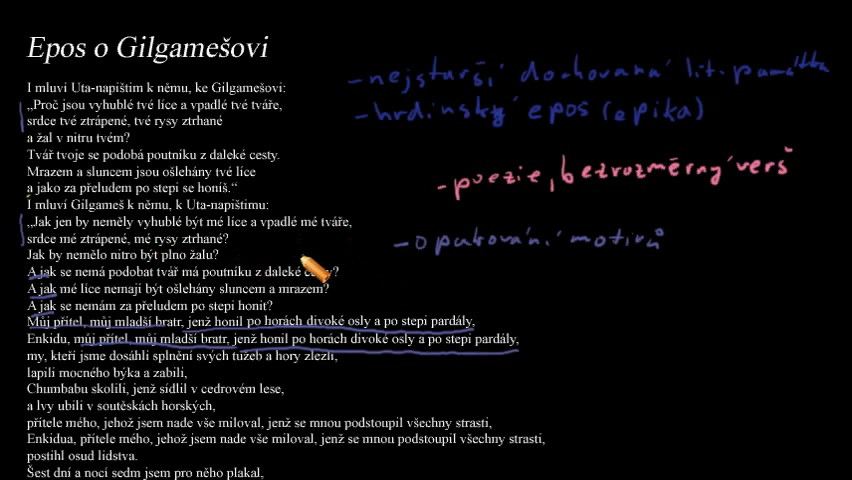 Epos o Gilgamešovi
I mluví Uta-napištim k němu, ke Gilgamešovi:
„Proč jsou vyhublé tvé líce a vpadlé tvé tváře,
srdce tvé ztrápené, tvé rysy ztrhané
a žal v nitru tvém?
Tvář tvoje se podobá poutníku z daleké cesty.
Mrazem a sluncem jsou ošlehány tvé líce
a jako za přeludem po stepi se honíš.“
I mluví Gilgameš k němu, k Uta-napištimu:
„Jak jen by neměly vyhublé být mé líce a vpadlé mé tváře,
srdce mé ztrápené, mé rysy ztrhané?
Jak by nemělo nitro být plno žalu?
A jak se nemá podobat tvář má poutníku z daleké cesty?
A jak mé líce nemají být ošlehány sluncem a mrazem?
A jak se nemám za přeludem po stepi honit?
Můj přítel, můj mladší bratr, jenž honil po horách divoké osly a po stepi pardály,
Enkidu, můj přítel, můj mladší bratr, jenž honil po horách divoké osly a po stepi pardály,
my, kteří jsme dosáhli splnění svých tužeb a hory zlezli,
lapili mocného býka a zabili,
Chumbabu skolili, jenž sídlil v cedrovém lese,
a lvy ubili v soutěskách horských,
přítele mého, jehož jsem nade vše miloval, jenž se mnou podstoupil všechny strasti,
Enkidua, přítele mého, jehož jsem nade vše miloval, jenž se mnou podstoupil všechny strasti,
postihl osud lidstva.
Šest dní a nocí sedm jsem pro něho plakal,
- nejstarší dochovaná lit. památka
- hrdinský epos (epika)
- poezie, bezrozměrný verš
- opakování motivů